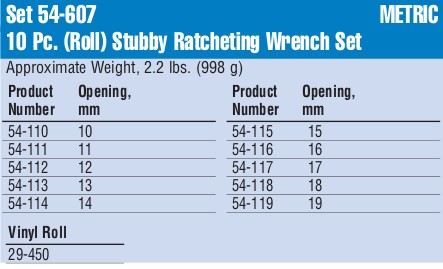 Set 54-607 METRIC
10 Pc. (Roll) Stubby Ratcheting Wrench Set
Approximate Weight, 2.2 lbs. (998 g)
Product Opening, Product Opening,
Number mm Number mm
54-110 10 54-115 15
54-111 11 54-116 16
54-112 12 54-117 17
54-113 13 54-118 18
54-114 14 54-119 19
Vinyl Roll
29-450